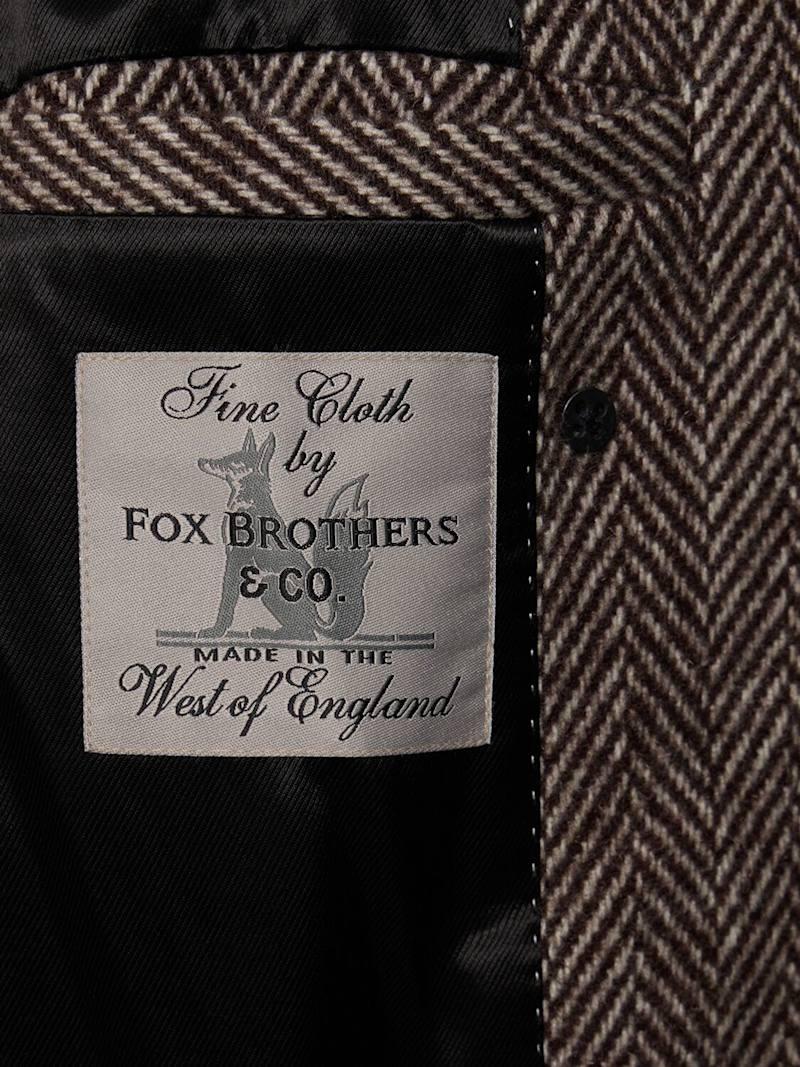 Fine Cloth
by
FOX BROTHERS
& CO.
MADE IN THE
West of England